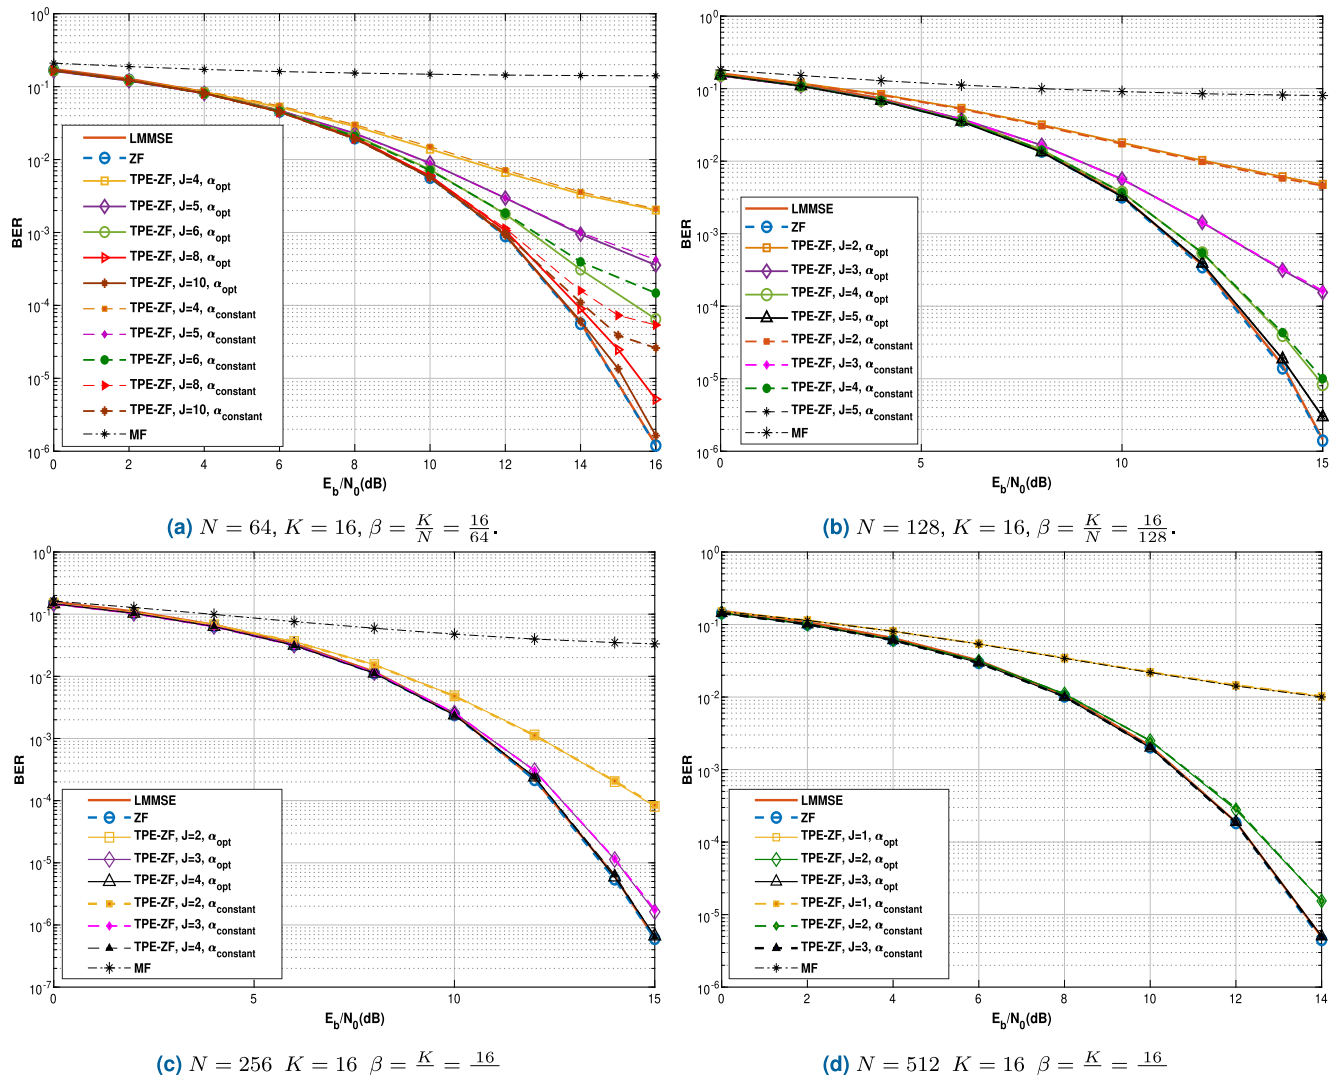 10^0
10^-1
10^-2
10^-3
10^-4
10^-5
10^-6
BER
LMMSE
ZF
TPE-ZF, J=4, α_opt
TPE-ZF, J=5, α_opt
TPE-ZF, J=6, α_opt
TPE-ZF, J=8, α_opt
TPE-ZF, J=10, α_opt
TPE-ZF, J=4, α_constant
TPE-ZF, J=5, α_constant
TPE-ZF, J=6, α_constant
TPE-ZF, J=8, α_constant
TPE-ZF, J=10, α_constant
MF
0 2 4 6 8 10 12 14 16
E_b/N_0(dB)
(a) N = 64, K = 16, β = K/N = 16/64.
10^0
10^-1
10^-2
10^-3
10^-4
10^-5
10^-6
BER
LMMSE
ZF
TPE-ZF, J=2, α_opt
TPE-ZF, J=3, α_opt
TPE-ZF, J=4, α_opt
TPE-ZF, J=5, α_opt
TPE-ZF, J=2, α_constant
TPE-ZF, J=3, α_constant
TPE-ZF, J=4, α_constant
TPE-ZF, J=5, α_constant
MF
0 5 10 15
E_b/N_0(dB)
(b) N = 128, K = 16, β = K/N = 16/128.
10^0
10^-1
10^-2
10^-3
10^-4
10^-5
10^-6
10^-7
BER
LMMSE
ZF
TPE-ZF, J=2, α_opt
TPE-ZF, J=3, α_opt
TPE-ZF, J=4, α_opt
TPE-ZF, J=2, α_constant
TPE-ZF, J=3, α_constant
TPE-ZF, J=4, α_constant
MF
0 5 10 15
E_b/N_0(dB)
(c) N = 256 K = 16 β = K = 16
10^0
10^-1
10^-2
10^-3
10^-4
10^-5
10^-6
BER
LMMSE
ZF
TPE-ZF, J=1, α_opt
TPE-ZF, J=2, α_opt
TPE-ZF, J=3, α_opt
TPE-ZF, J=1, α_constant
TPE-ZF, J=2, α_constant
TPE-ZF, J=3, α_constant
MF
0 2 4 6 8 10 12 14
E_b/N_0(dB)
(d) N = 512 K = 16 β = K = 16